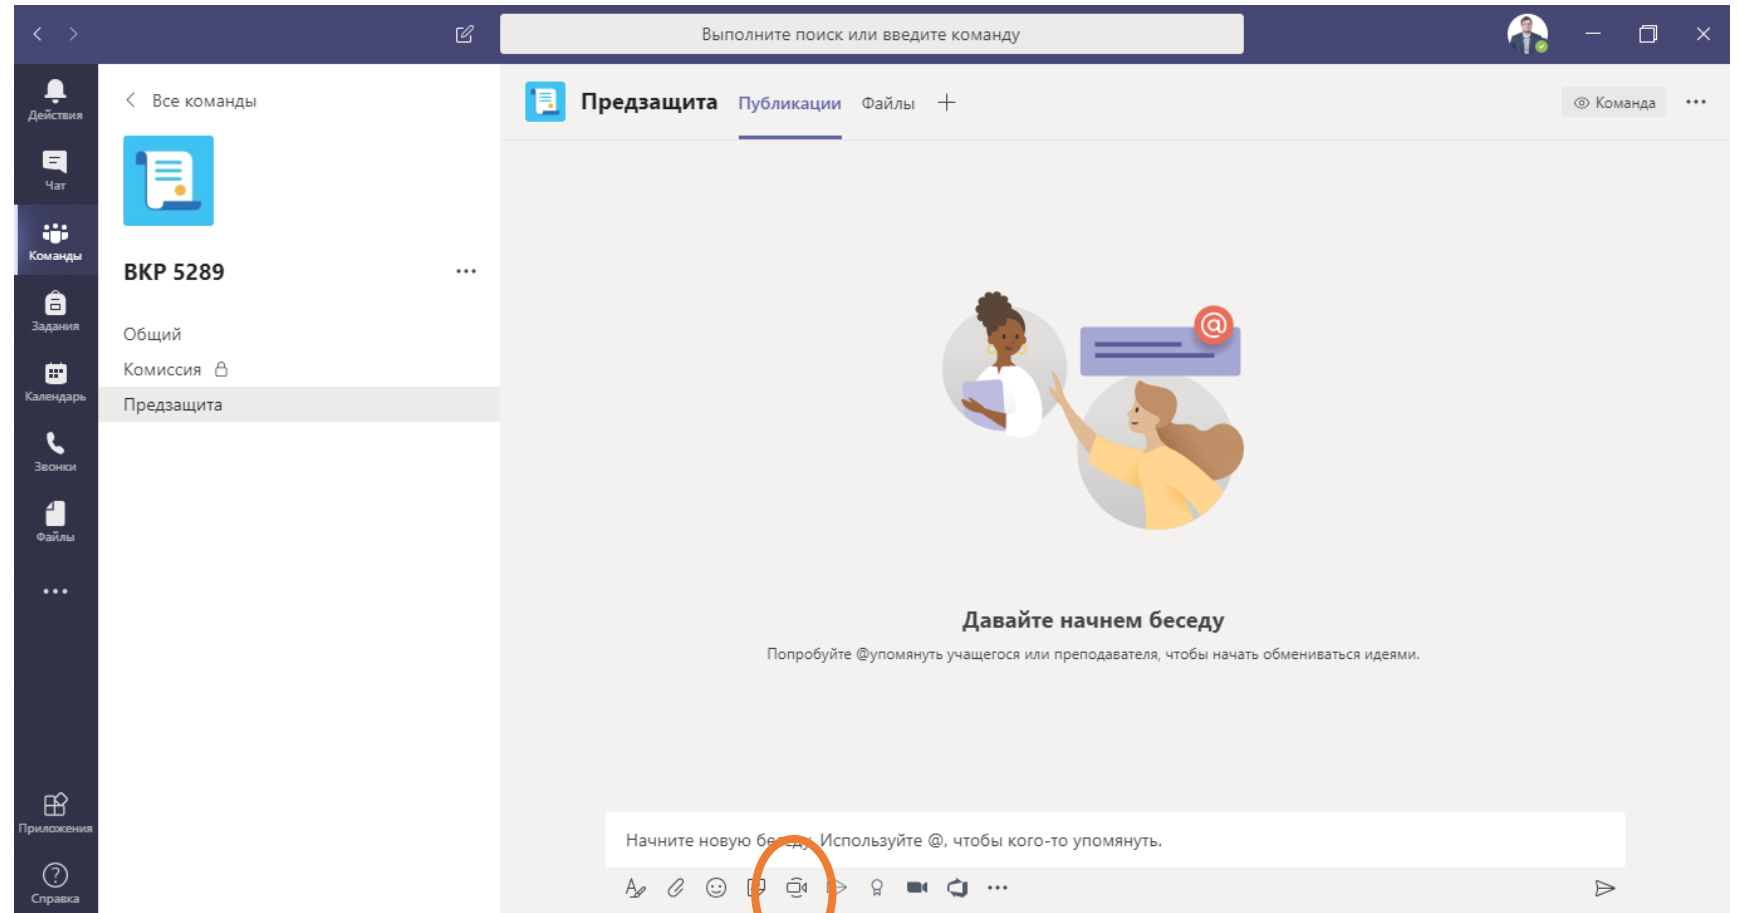 Выполните поиск или введите команду
Действия
Чат
Команды
Задания
Календарь
Звонки
Файлы
Приложения
Справка
Все команды
ВКР 5289
Общий
Комиссия
Предзащита
Предзащита Публикации Файлы
Команда
@
Давайте начнем беседу
Попробуйте @упомянуть учащегося или преподавателя, чтобы начать обмениваться идеями.
Начните новую беседу. Используйте @, чтобы кого-то упомянуть.